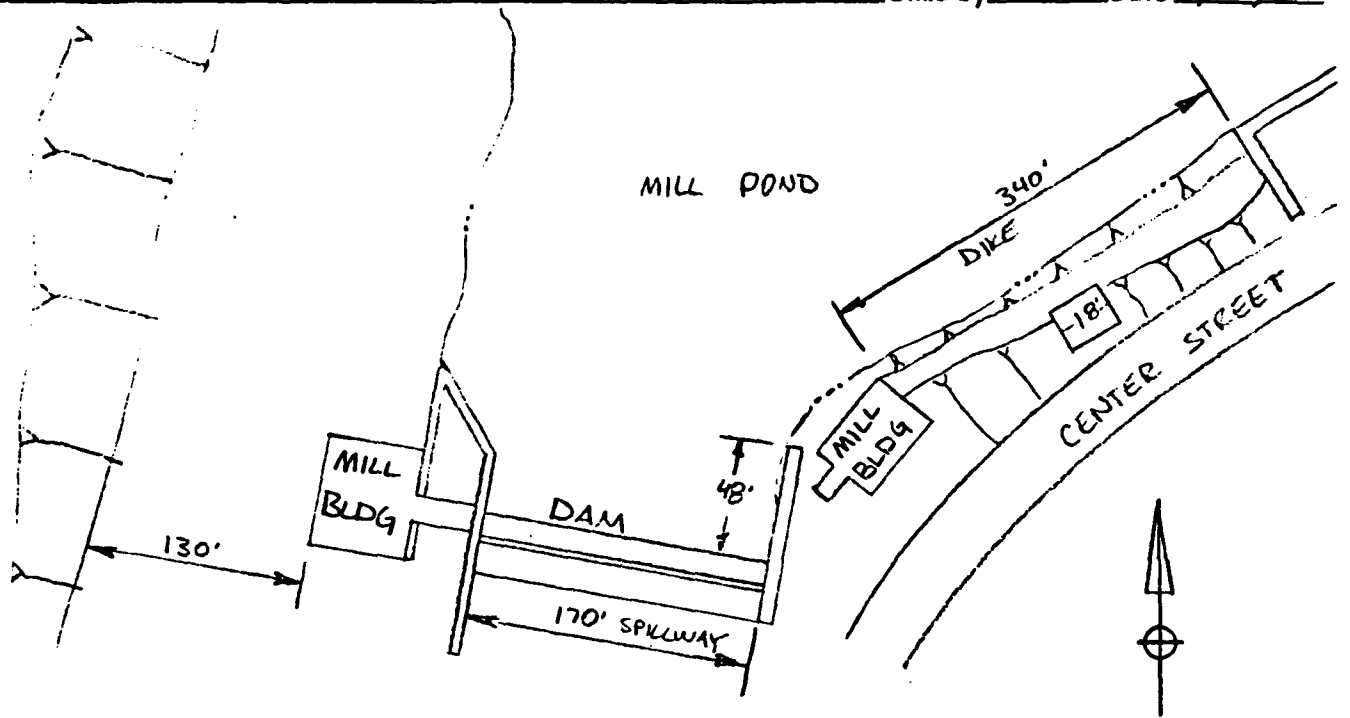 MILL POND
340'
DIKE
-18'
CENTER STREET
MILL
BLDG
MILL
BLDG
48'
DAM
130'
170' SPILLWAY